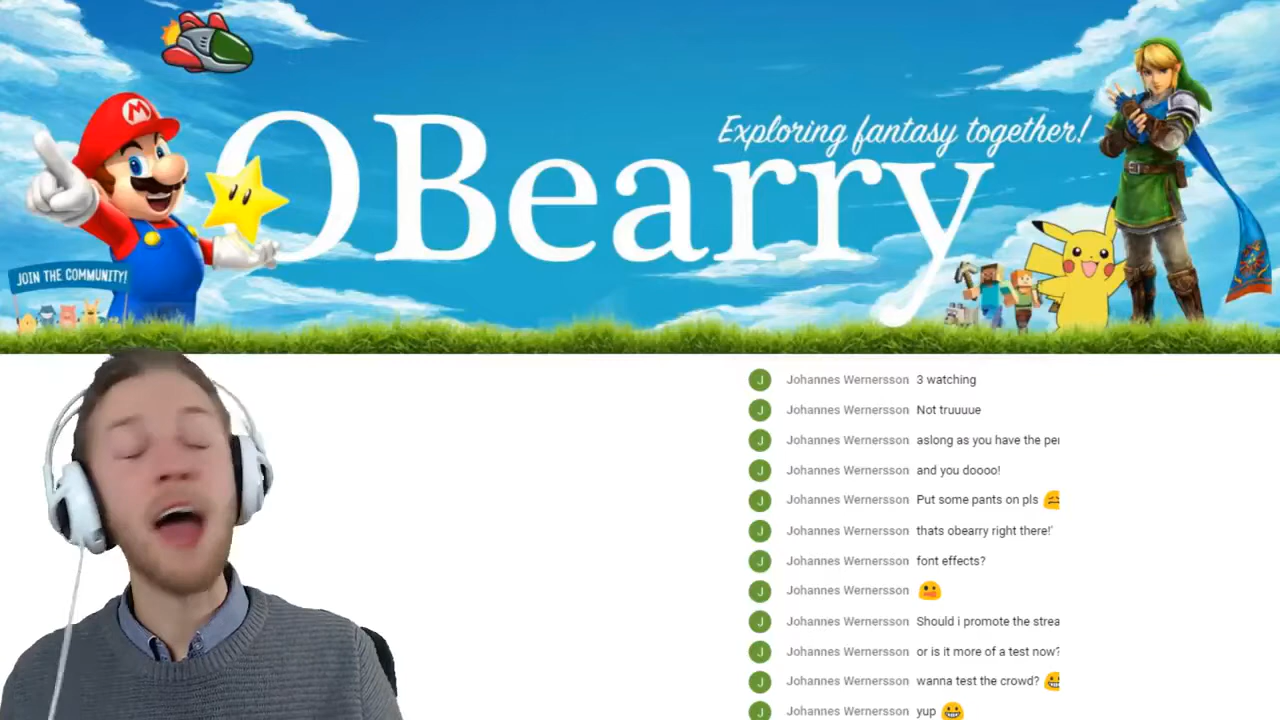 Exploring fantasy together!
OBearry
JOIN THE COMMUNITY!
M
J Johannes Wernersson 3 watching
J Johannes Wernersson Not truuuue
J Johannes Wernersson aslong as you have the
J Johannes Wernersson and you doooo!
J Johannes Wernersson Put some pants on pls
J Johannes Wernersson thats obearry right there!'
J Johannes Wernersson font effects?
J Johannes Wernersson
J Johannes Wernersson Should i promote the strea
J Johannes Wernersson or is it more of a test now?
J Johannes Wernersson wanna test the crowd?
J Johannes Wernersson yup